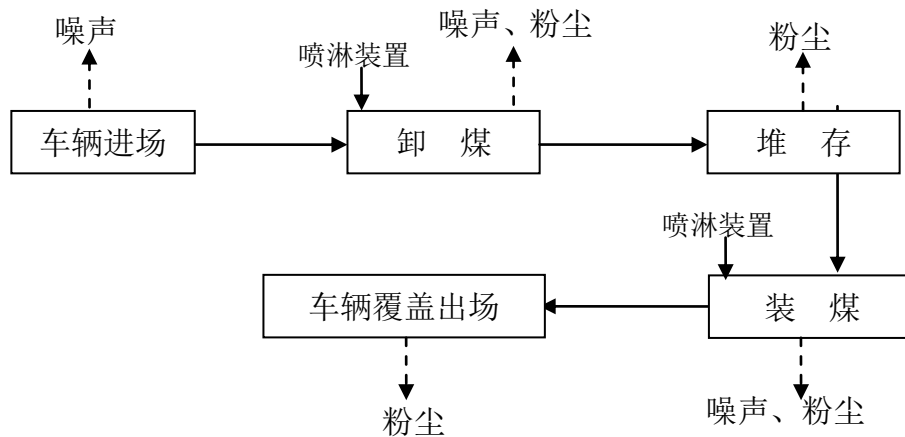 噪声
噪声、粉尘
粉尘
喷淋装置
车辆进场
卸 煤
堆 存
喷淋装置
车辆覆盖出场
装 煤
粉尘
噪声、粉尘